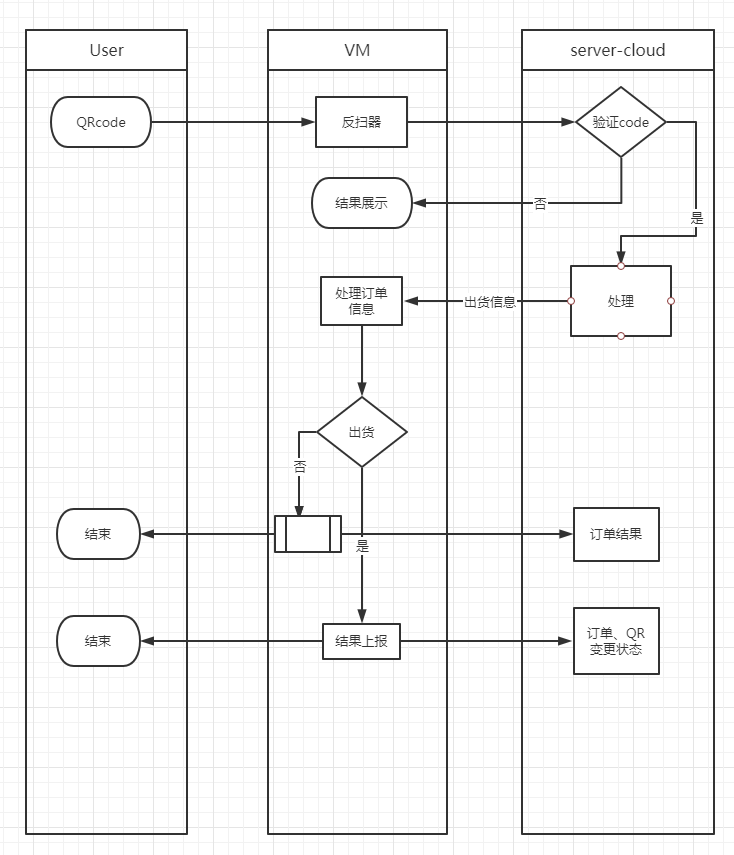 User
VM
server-cloud
QRcode
反扫器
验证code
结果展示
否
是
处理订单
信息
出货信息
处理
出货
否
结束
是
订单结果
结束
结果上报
订单、QR
变更状态